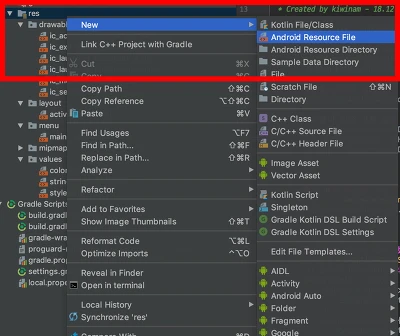 res
drawab
ic_ac
ic_ex
ic_la
ic_la
ic_se
layout
activ
menu
main
mipmap
values
color
string
style
Gradle Scripts
build.gradl
build.gradl
gradle-wra
proguard-r
gradle.prop
settings.gr
local.prope
New
Link C++ Project with Gradle
Cut ⌘X
Copy Path ⇧⌘C
Copy Reference ⌥⇧⌘C
Paste ⌘V
Find Usages ⌥F7
Find in Path... ⇧⌘F
Replace in Path... ⇧⌘R
Analyze
Refactor
Add to Favorites
Show Image Thumbnails ⇧⌘T
Reformat Code ⌥⌘L
Optimize Imports ^⌥O
Reveal in Finder
Open in terminal
Local History
Synchronize 'res'
13 * Created by kiwinam ~ 18.12
Kotlin File/Class
Android Resource File
Android Resource Directory
Sample Data Directory
File
Scratch File ⇧⌘N
Directory
C++ Class
C/C++ Source File
C/C++ Header File
Image Asset
Vector Asset
Kotlin Script
Singleton
Gradle Kotlin DSL Build Script
Gradle Kotlin DSL Settings
Edit File Templates...
AIDL
Activity
Android Auto
Folder
Fragment
Google